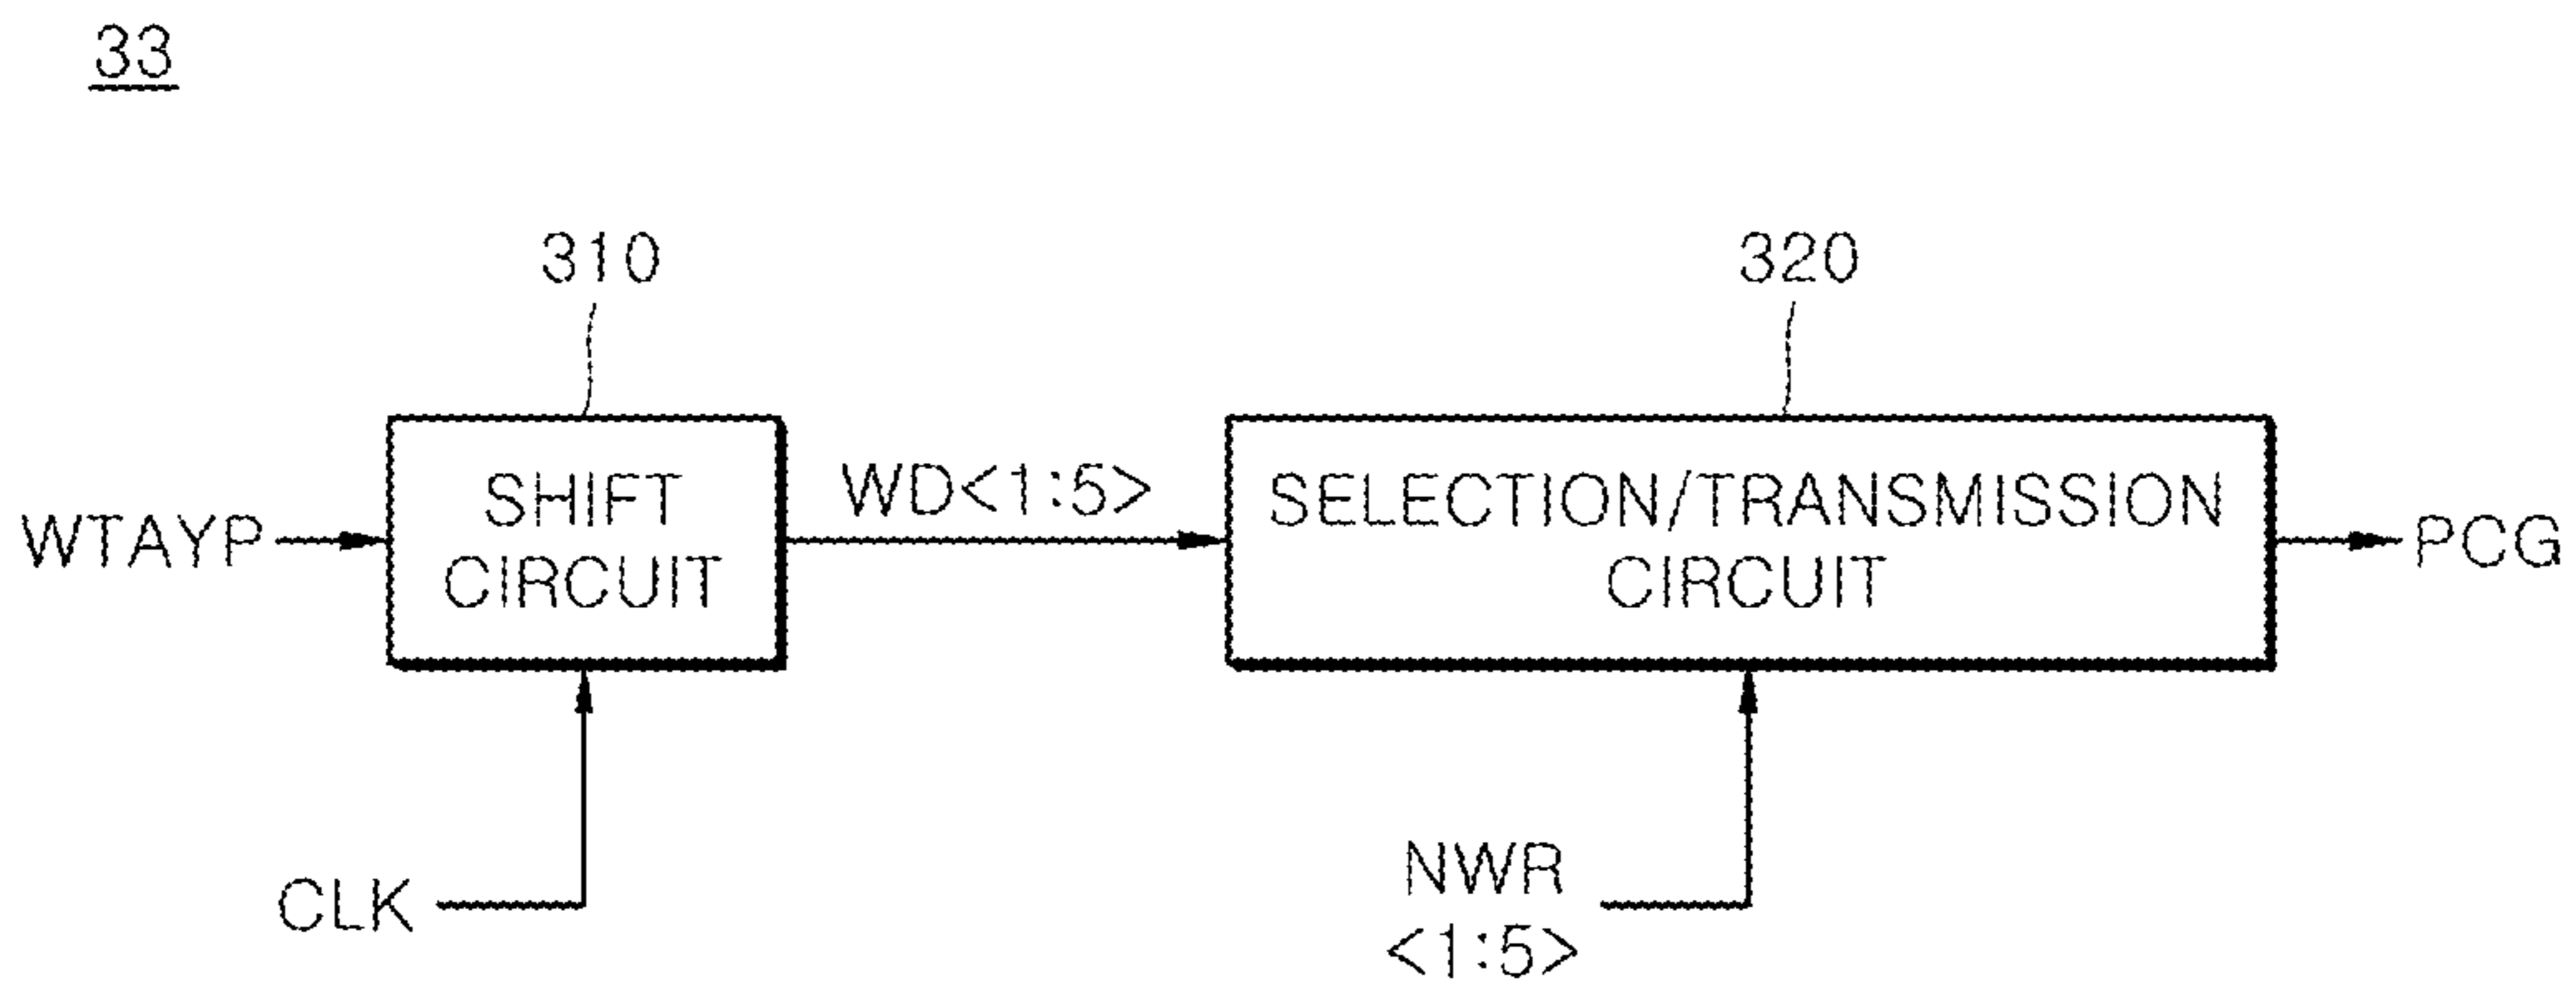 33
310
320
SHIFT
CIRCUIT
WD<1:5>
SELECTION/TRANSMISSION
CIRCUIT
WTAYP
PCG
CLK
NWR
<1:5>